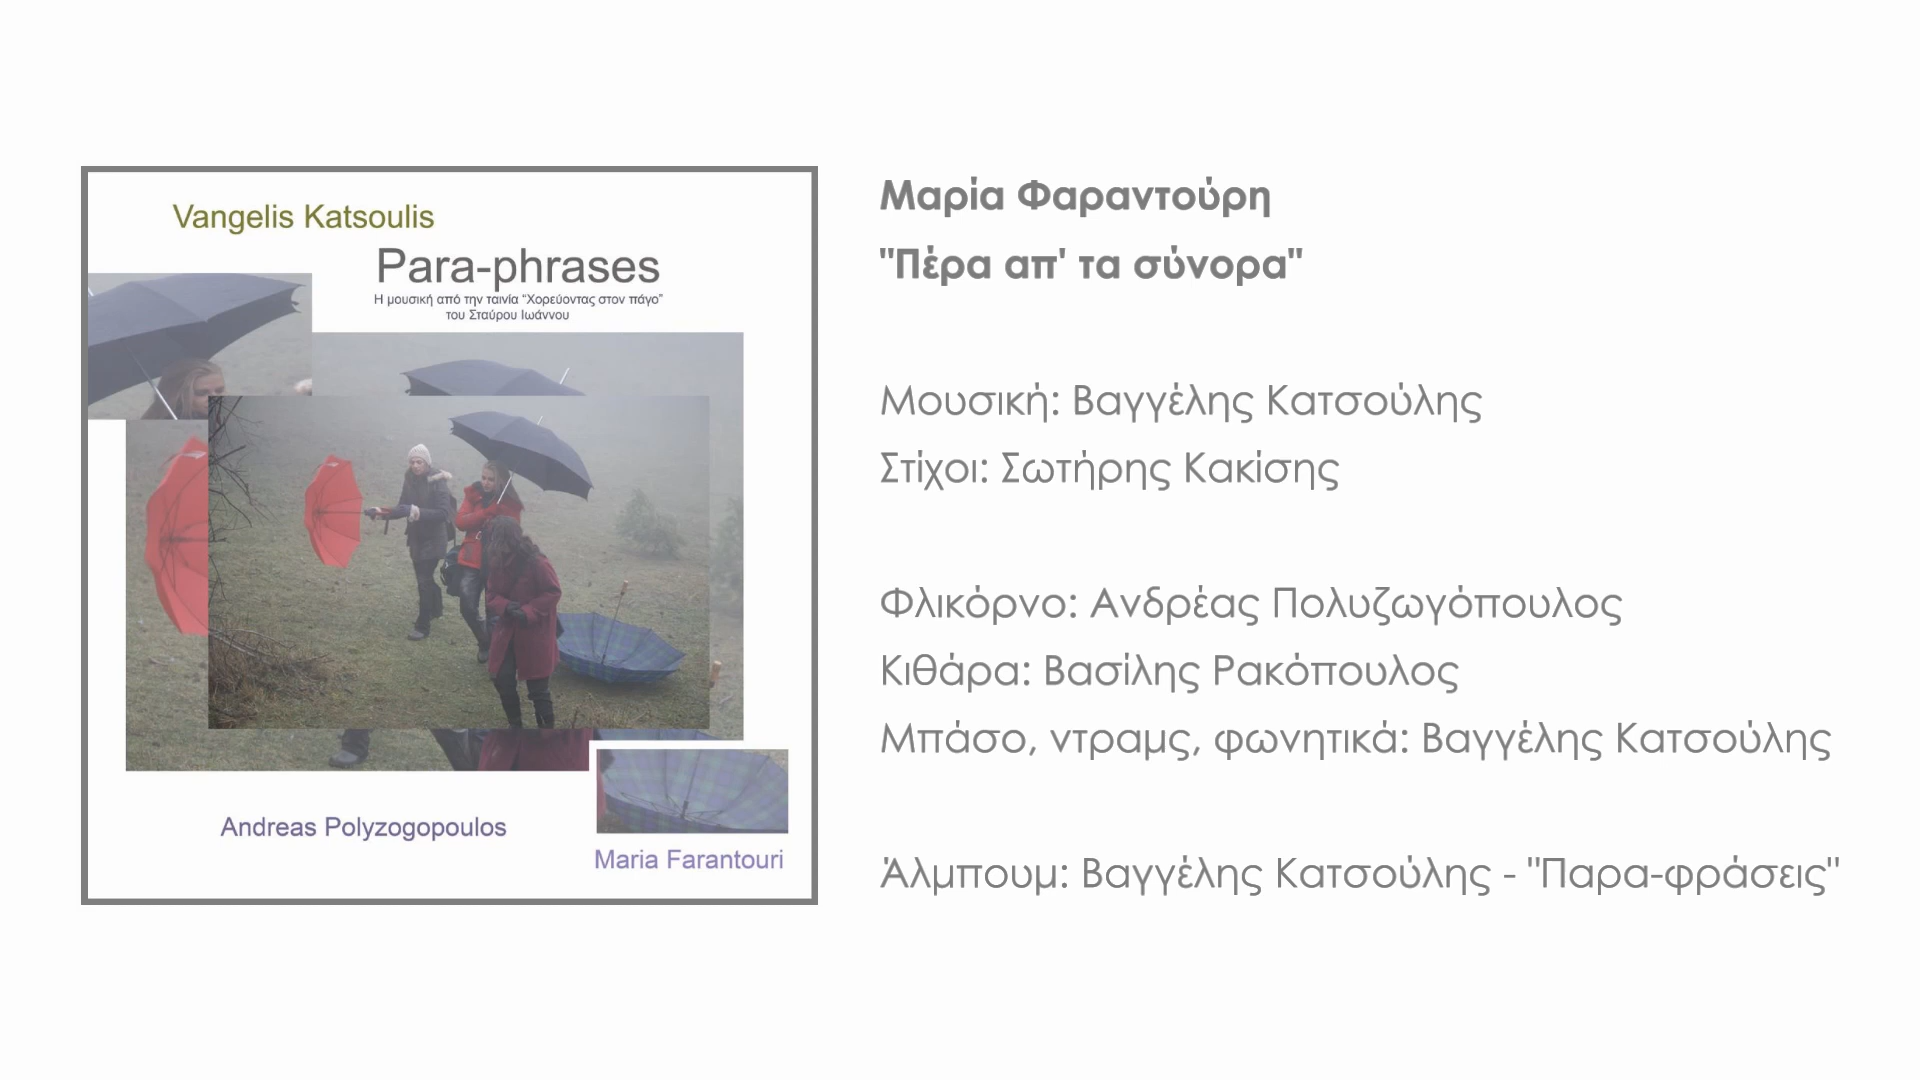 Vangelis Katsoulis
Para-phrases
Η μουσική από την ταινία "Χορεύοντας στον πάγο"
του Σταύρου Ιωάννου
Andreas Polyzogopoulos
Maria Farantouri
Μαρία Φαραντούρη
"Πέρα απ' τα σύνορα"
Μουσική: Βαγγέλης Κατσούλης
Στίχοι: Σωτήρης Κακίσης
Φλικόρνο: Ανδρέας Πολυζωγόπουλος
Κιθάρα: Βασίλης Ρακόπουλος
Μπάσο, ντραμς, φωνητικά: Βαγγέλης Κατσούλης
Άλμπουμ: Βαγγέλης Κατσούλης - "Παρα-φράσεις"